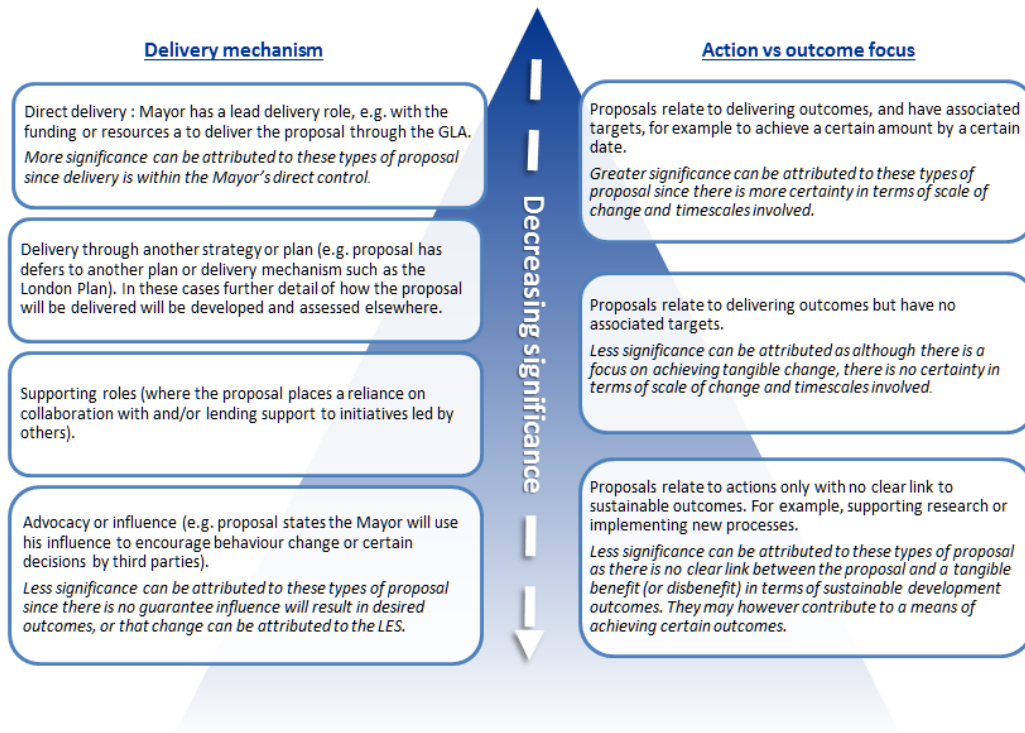 Delivery mechanism
Direct delivery : Mayor has a lead delivery role, e.g. with the
funding or resources a to deliver the proposal through the GLA.
More significance can be attributed to these types of proposal
since delivery is within the Mayor's direct control.
Delivery through another strategy or plan (e.g. proposal has
defers to another plan or delivery mechanism such as the
London Plan). In these cases further detail of how the proposal
will be delivered will be developed and assessed elsewhere.
Supporting roles (where the proposal places a reliance on
collaboration with and/or lending support to initiatives led by
others).
Advocacy or influence (e.g. proposal states the Mayor will use
his influence to encourage behaviour change or certain
decisions by third parties).
Less significance can be attributed to these types of proposal
since there is no guarantee influence will result in desired
outcomes, or that change can be attributed to the LES.
Decreasing significance
Action vs outcome focus
Proposals relate to delivering outcomes, and have associated
targets, for example to achieve a certain amount by a certain
date.
Greater significance can be attributed to these types of
proposal since there is more certainty in terms of scale of
change and timescales involved.
Proposals relate to delivering outcomes but have no
associated targets.
Less significance can be attributed as although there is a
focus on achieving tangible change, there is no certainty in
terms of scale of change and timescales involved.
Proposals relate to actions only with no clear link to
sustainable outcomes. For example, supporting research or
implementing new processes.
Less significance can be attributed to these types of proposal
as there is no clear link between the proposal and a tangible
benefit (or disbenefit) in terms of sustainable development
outcomes. They may however contribute to a means of
achieving certain outcomes.